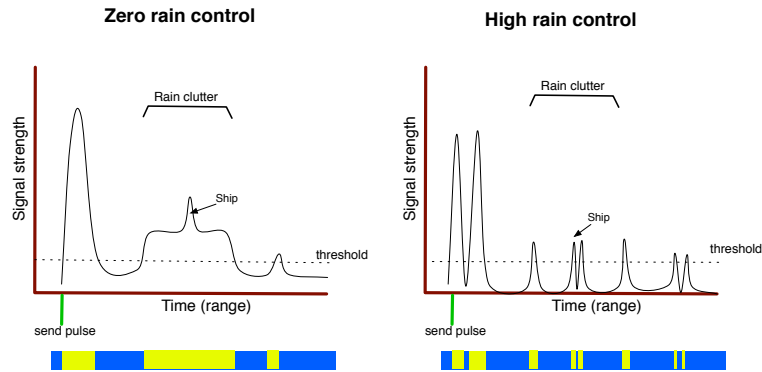 Zero rain control
High rain control
Rain clutter
Ship
threshold
Signal strength
Time (range)
send pulse
Rain clutter
Ship
threshold
Signal strength
Time (range)
send pulse